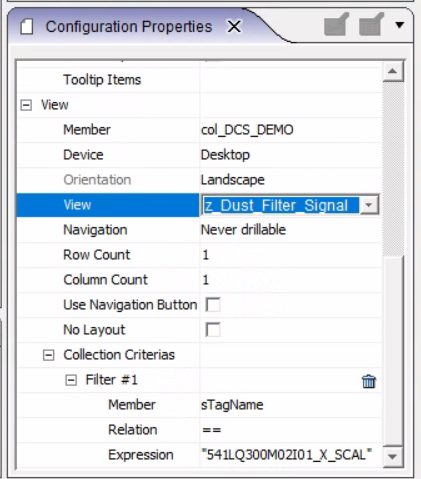 Configuration Properties X
Tooltip Items
View
Member col_DCS_DEMO
Device Desktop
Orientation Landscape
View z_Dust_Filter_Signal
Navigation Never drillable
Row Count 1
Column Count 1
Use Navigation Button
No Layout
Collection Criterias
Filter #1
Member sTagName
Relation ==
Expression "541LQ300M02I01_X_SCAL"